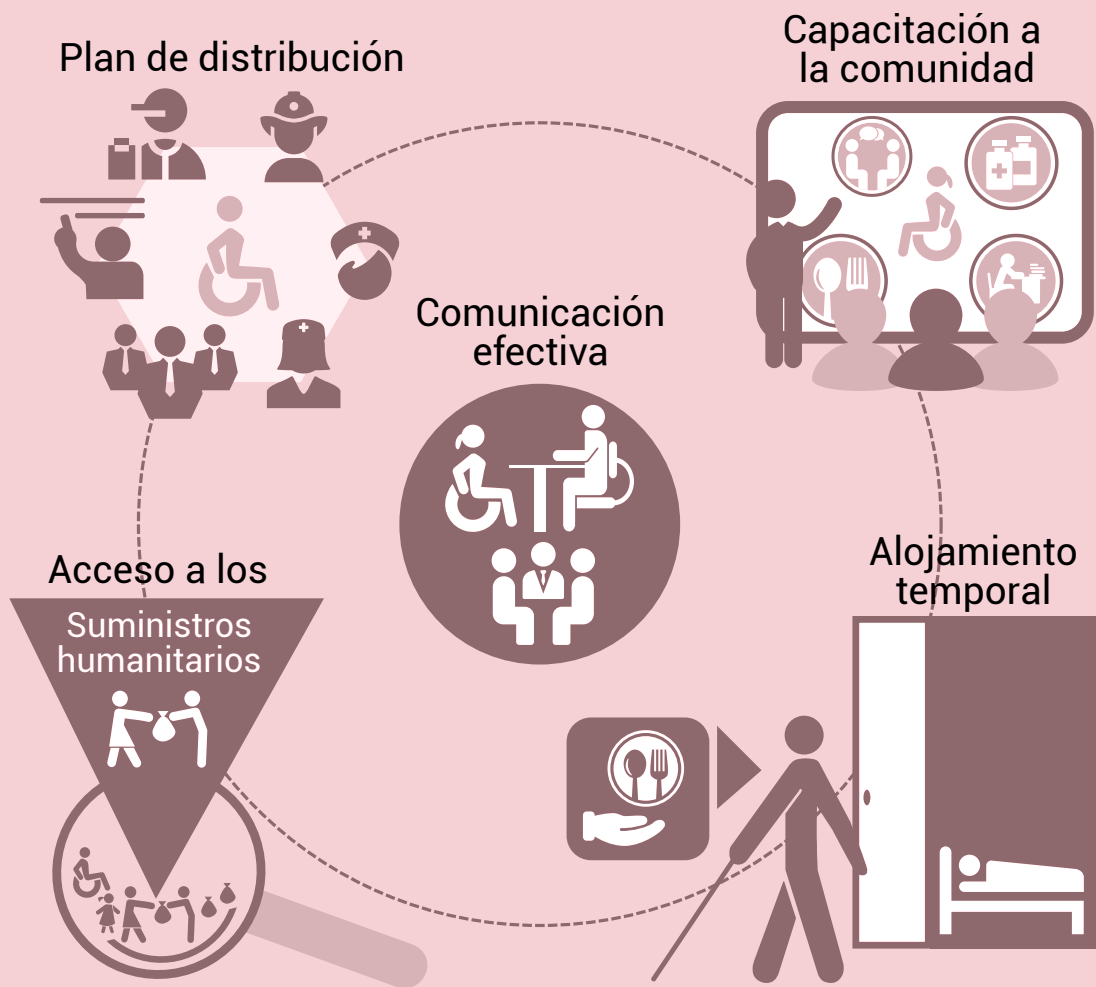 Plan de distribución
Capacitación a
la comunidad
Comunicación
efectiva
Acceso a los
Suministros
humanitarios
Alojamiento
temporal